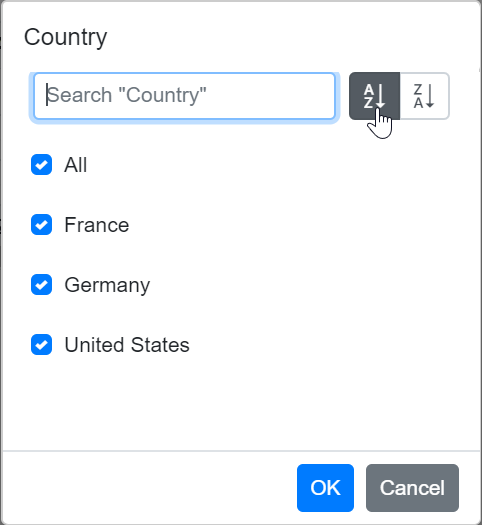 Country
Search "Country"
A
Z
Z
A
All
France
Germany
United States
OK
Cancel